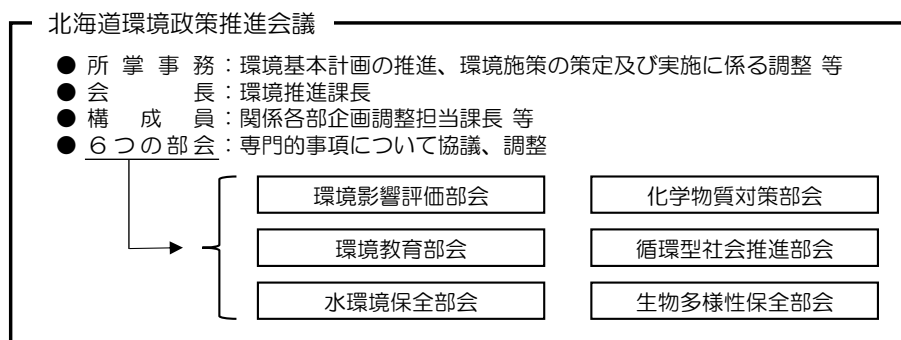 北海道環境政策推進会議
● 所掌事務：環境基本計画の推進、環境施策の策定及び実施に係る調整 等
● 会長：環境推進課長
● 構成員：関係各部企画調整担当課長 等
● ６つの部会：専門的事項について協議、調整
環境影響評価部会 化学物質対策部会
環境教育部会 循環型社会推進部会
水環境保全部会 生物多様性保全部会